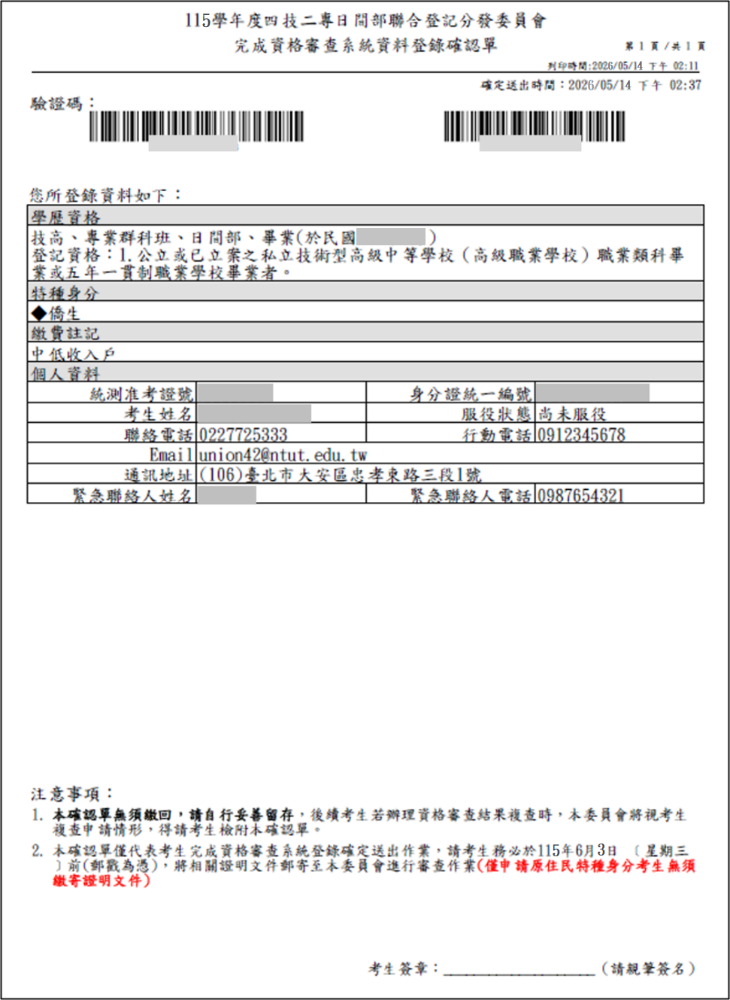 115學年度四技二專日間部聯合登記分發委員會
完成資格審查系統資料登錄確認單
第 1 頁 /共 1 頁
列印時間:2026/05/14 下午 02:11
確定送出時間：2026/05/14 下午 02:37
驗證碼：
您所登錄資料如下：
學歷資格
技高、專業群科班、日間部、畢業(於民國 )
登記資格：1.公立或已立案之私立技術型高級中等學校（高級職業學校）職業類科畢
業或五年一貫制職業學校畢業者。
特種身分
◆僑生
繳費註記
中低收入戶
個人資料
統測准考證號 身分證統一編號
考生姓名 服役狀態 尚未服役
聯絡電話 0227725333 行動電話 0912345678
Email union42@ntut.edu.tw
通訊地址 (106)臺北市大安區忠孝東路三段1號
緊急聯絡人姓名 緊急聯絡人電話 0987654321
注意事項：
1. 本確認單無須繳回，請自行妥善留存，後續考生若辦理資格審查結果複查時，本委員會將視考生
複查申請情形，得請考生檢附本確認單。
2. 本確認單僅代表考生完成資格審查系統登錄確定送出作業，請考生務必於115年6月3日 〔星期三
〕前(郵戳為憑)，將相關證明文件郵寄至本委員會進行審查作業(僅申請原住民特種身分考生無須
繳寄證明文件)
考生簽章：____________________（請親筆簽名）